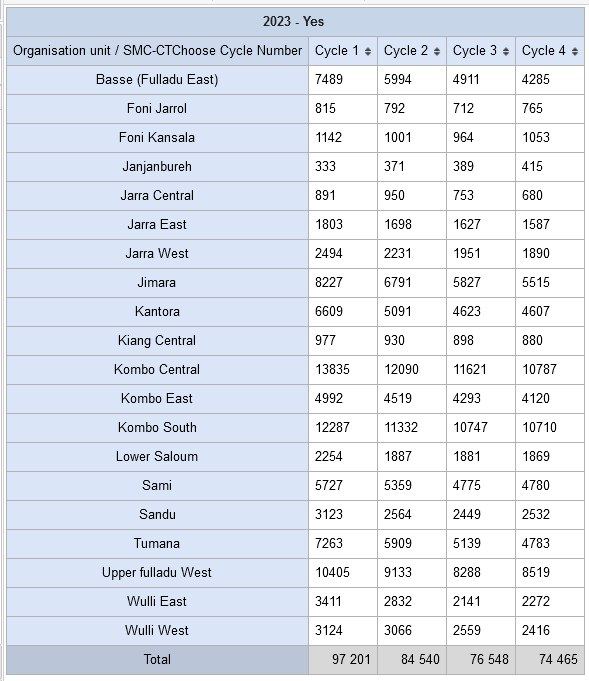 2023 - Yes
Organisation unit / SMC-CTChoose Cycle Number Cycle 1 Cycle 2 Cycle 3 Cycle 4
Basse (Fulladu East) 7489 5994 4911 4285
Foni Jarrol 815 792 712 765
Foni Kansala 1142 1001 964 1053
Janjanbureh 333 371 389 415
Jarra Central 891 950 753 680
Jarra East 1803 1698 1627 1587
Jarra West 2494 2231 1951 1890
Jimara 8227 6791 5827 5515
Kantora 6609 5091 4623 4607
Kiang Central 977 930 898 880
Kombo Central 13835 12090 11621 10787
Kombo East 4992 4519 4293 4120
Kombo South 12287 11332 10747 10710
Lower Saloum 2254 1887 1881 1869
Sami 5727 5359 4775 4780
Sandu 3123 2564 2449 2532
Tumana 7263 5909 5139 4783
Upper fulladu West 10405 9133 8288 8519
Wulli East 3411 2832 2141 2272
Wulli West 3124 3066 2559 2416
Total 97 201 84 540 76 548 74 465